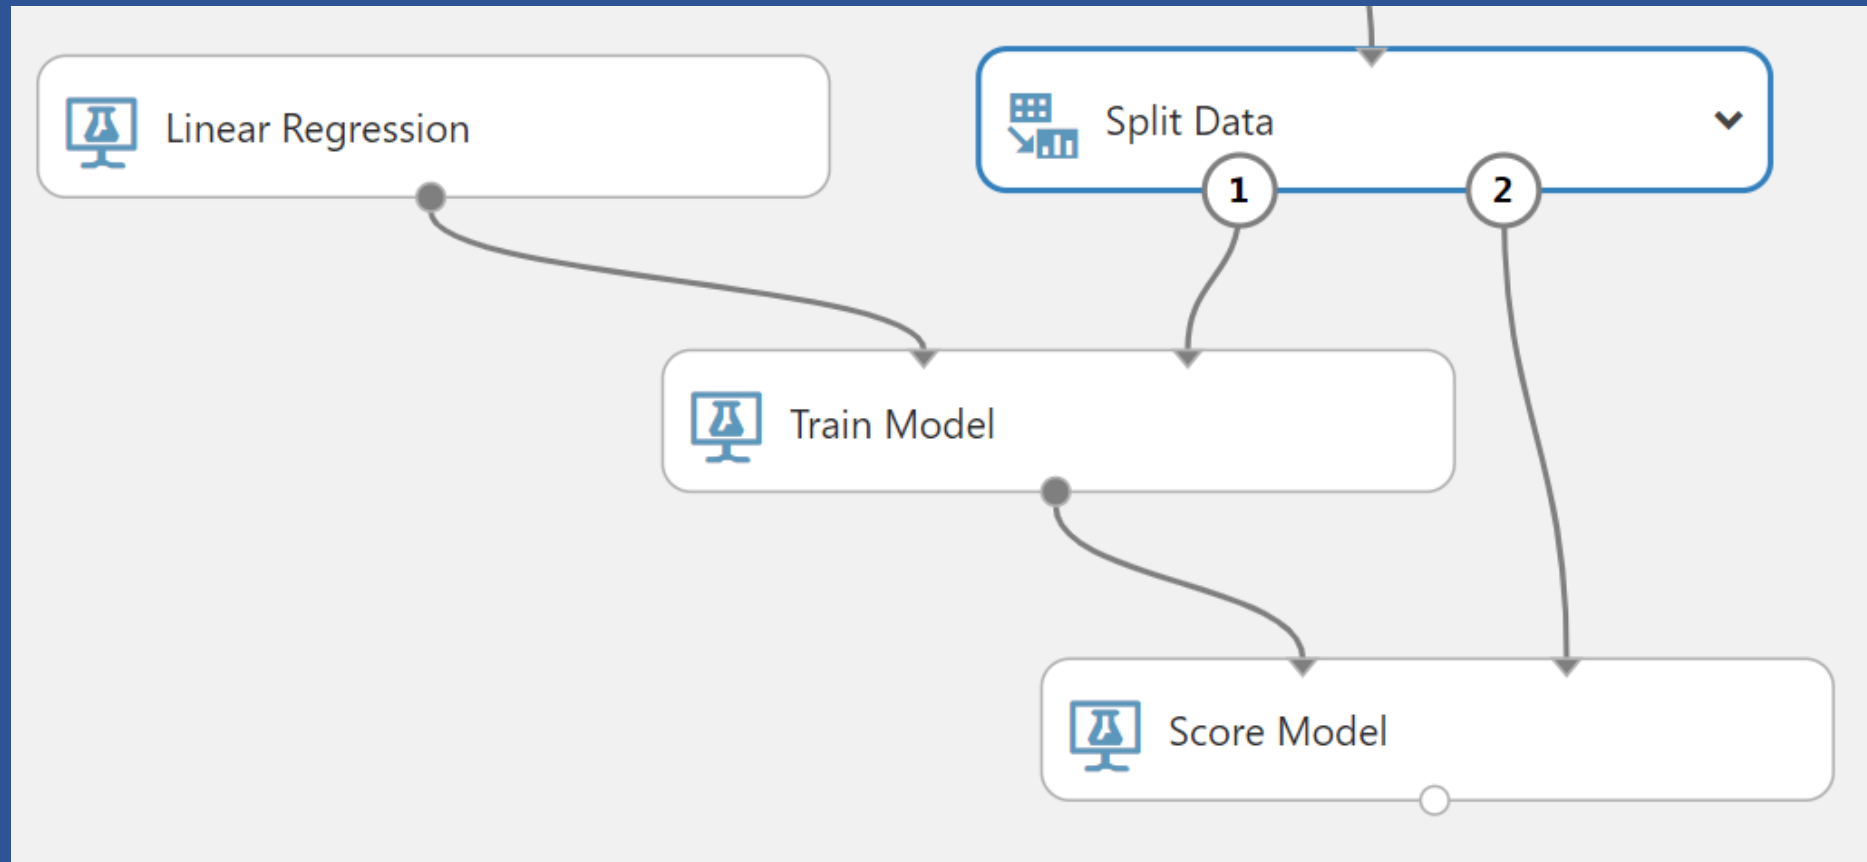 Linear Regression
Split Data
1
2
Train Model
Score Model